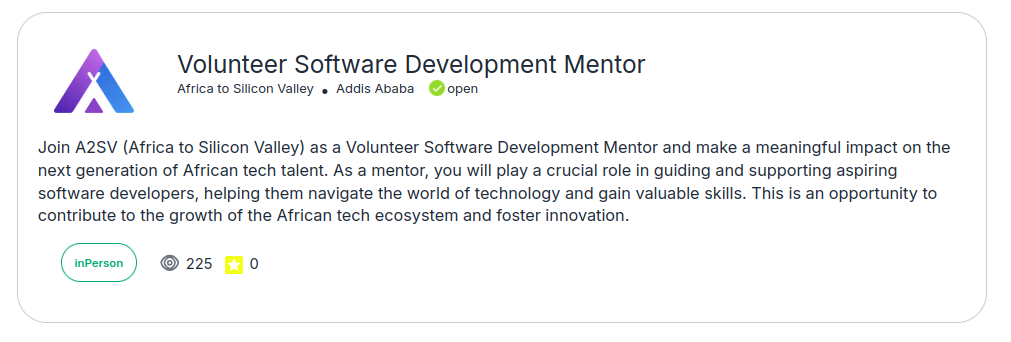 Volunteer Software Development Mentor
Africa to Silicon Valley • Addis Ababa open
Join A2SV (Africa to Silicon Valley) as a Volunteer Software Development Mentor and make a meaningful impact on the
next generation of African tech talent. As a mentor, you will play a crucial role in guiding and supporting aspiring
software developers, helping them navigate the world of technology and gain valuable skills. This is an opportunity to
contribute to the growth of the African tech ecosystem and foster innovation.
inPerson 225 0